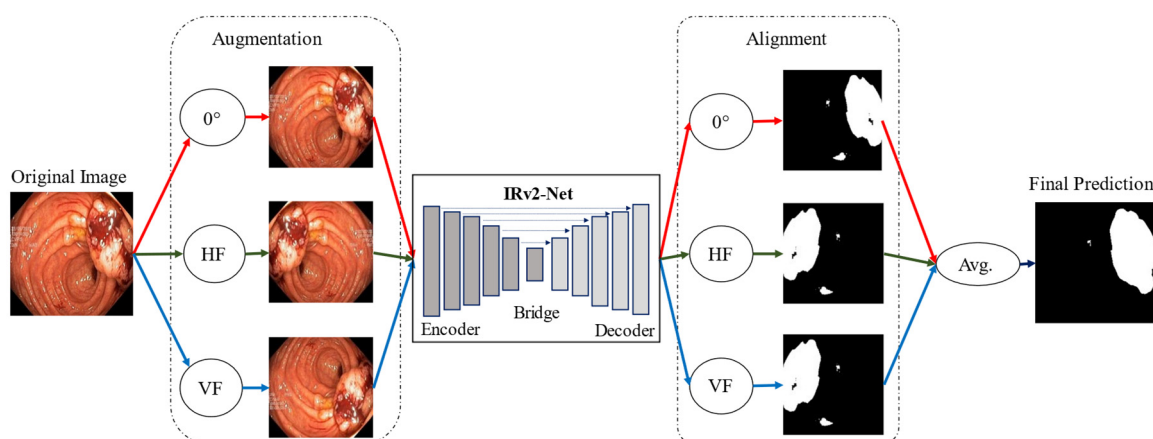 Augmentation
Alignment
0°
0°
Original Image
IRv2-Net
Final Prediction
HF
HF
Avg.
Bridge
Encoder
Decoder
VF
VF